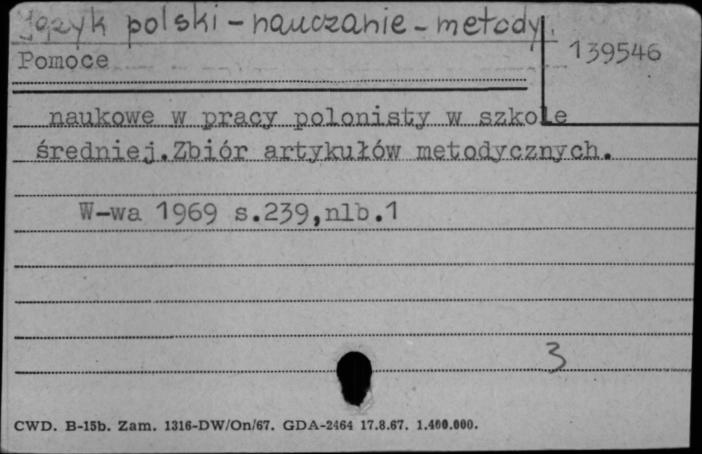 Język polski - nauczanie - metody.
139546
Pomoce
naukowe w pracy polonisty w szkole
średniej.Zbiór artykułów metodycznych.
W-wa 1969 s.239,nlb.1
3
CWD. B-15b. Zam. 1316-DW/On/67. GDA-2464 17.8.67. 1.400.000.